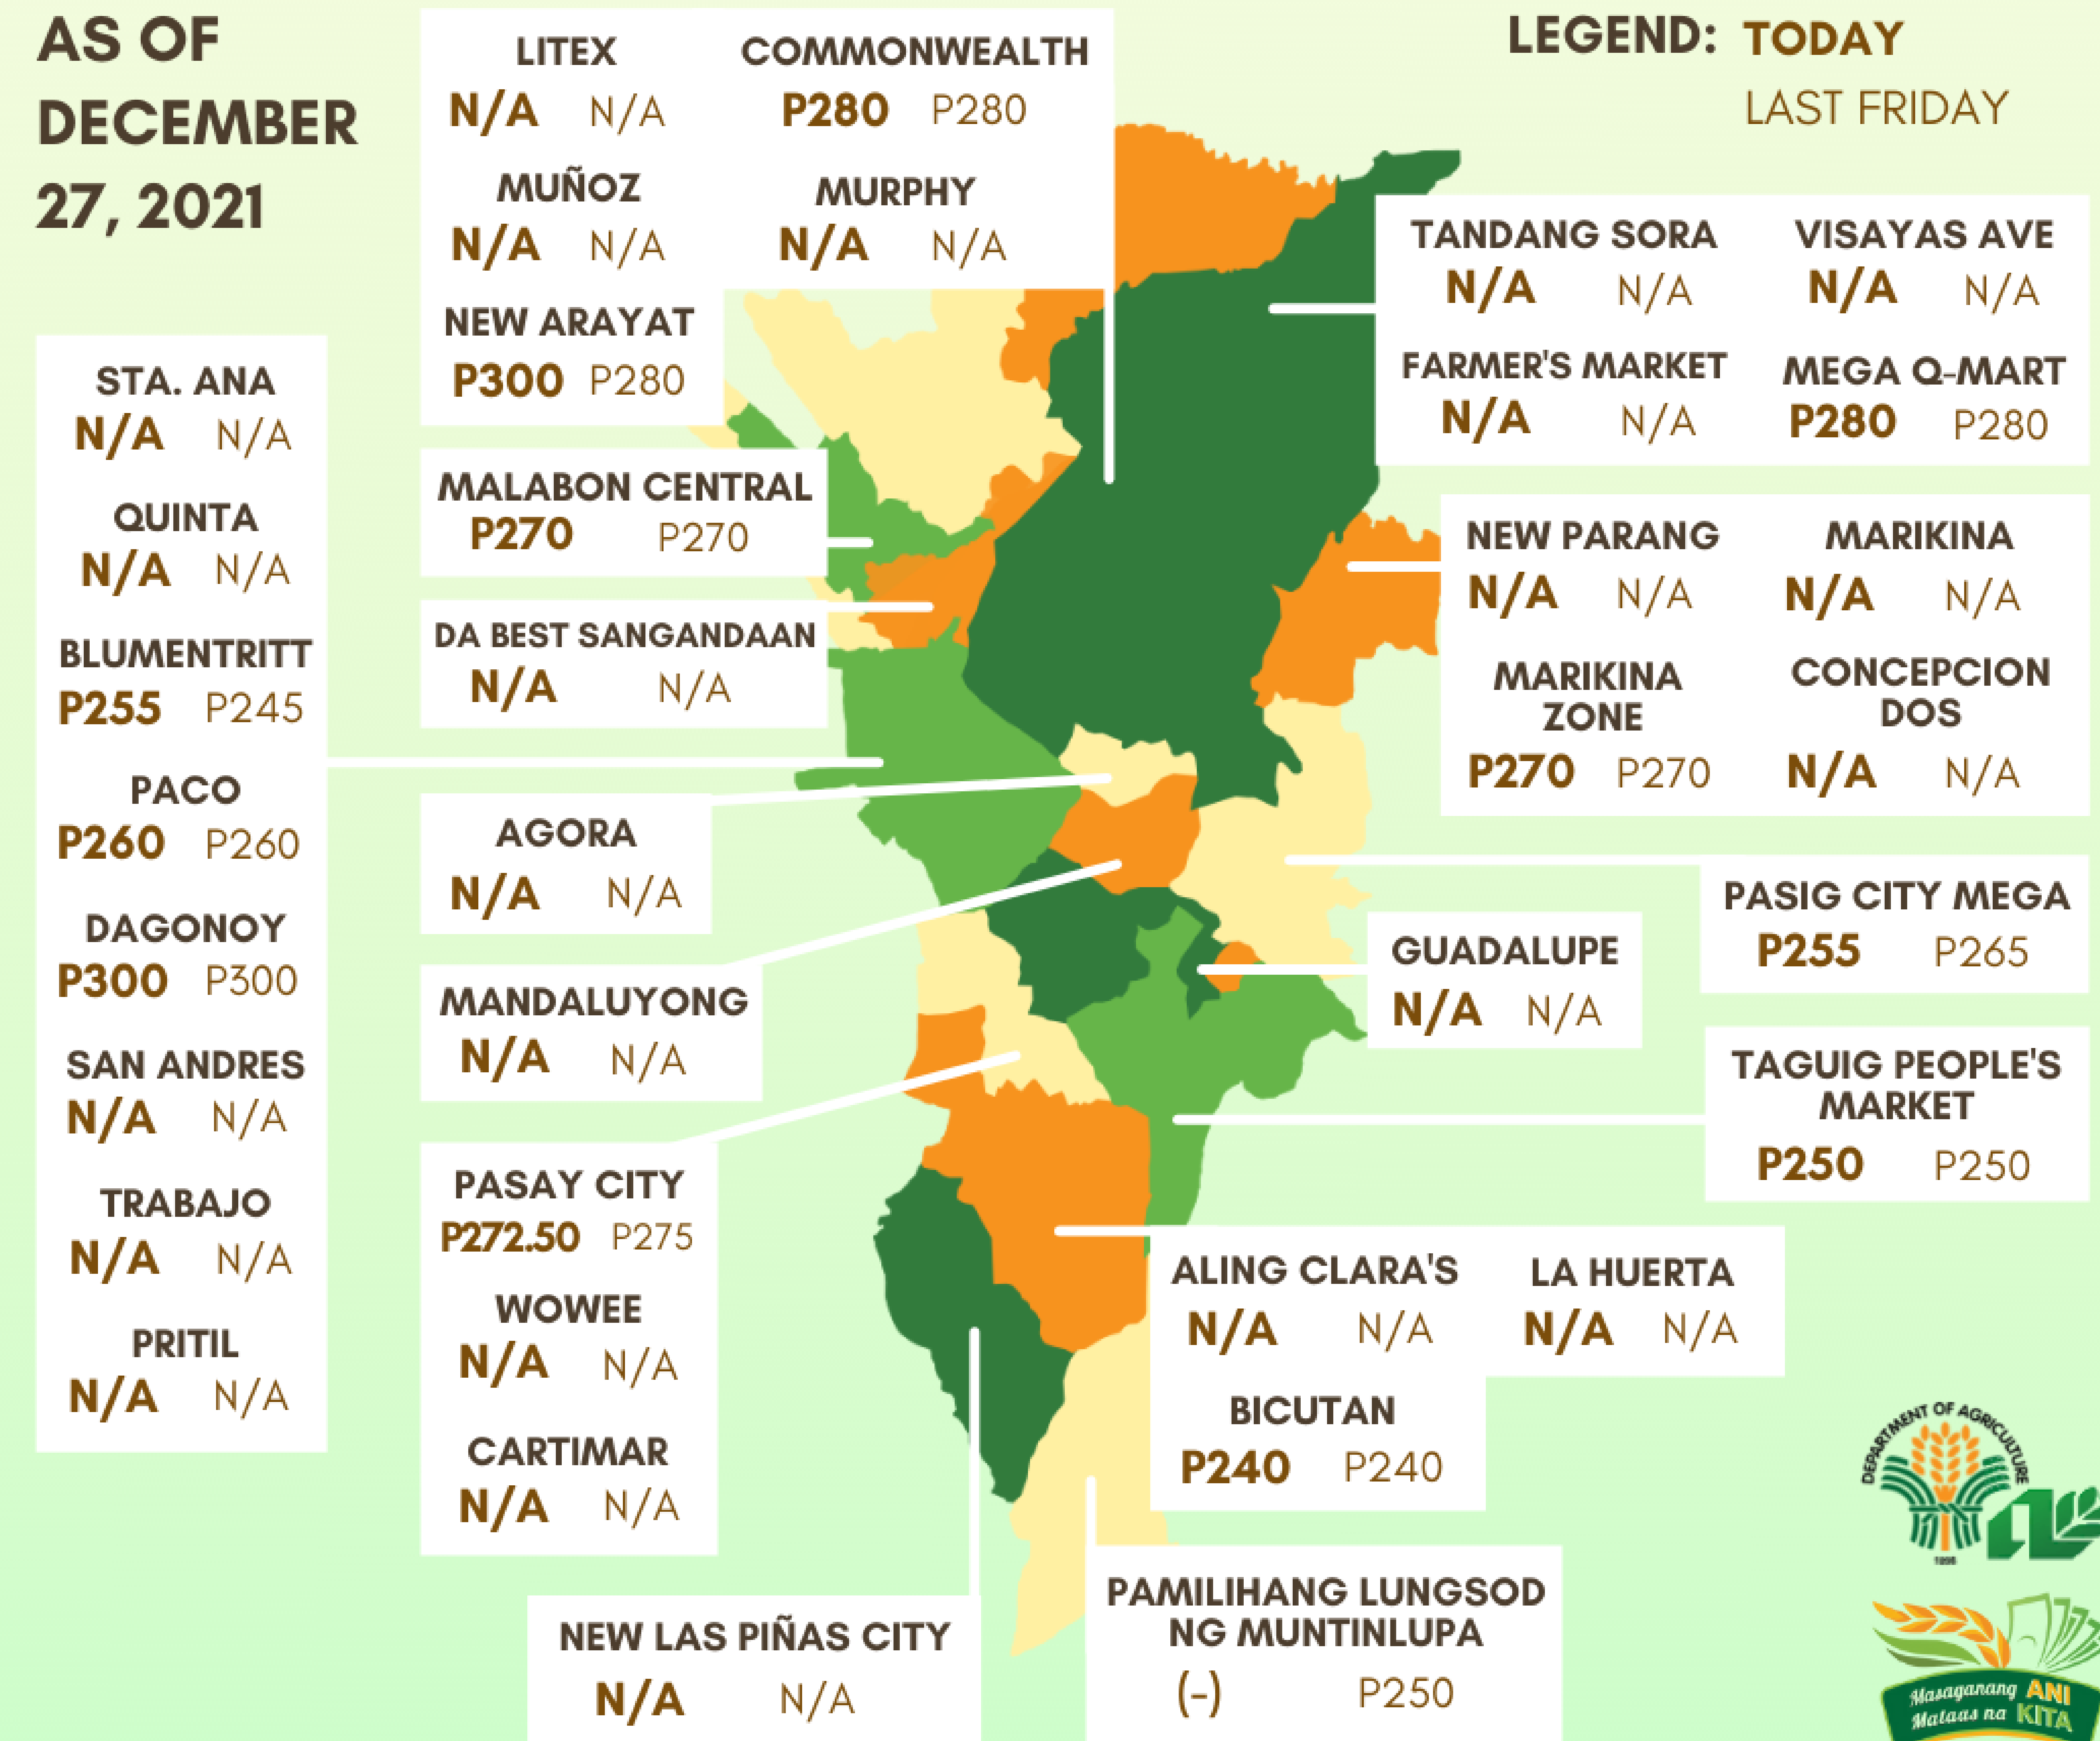 AS OF
DECEMBER
27, 2021
LEGEND: TODAY
LAST FRIDAY
LITEX COMMONWEALTH
N/A N/A P280 P280
MUÑOZ MURPHY
N/A N/A N/A N/A
NEW ARAYAT
P300 P280
TANDANG SORA VISAYAS AVE
N/A N/A N/A N/A
FARMER'S MARKET MEGA Q-MART
N/A N/A P280 P280
STA. ANA
N/A N/A
QUINTA
N/A N/A
BLUMENTRITT
P255 P245
PACO
P260 P260
DAGONOY
P300 P300
SAN ANDRES
N/A N/A
TRABAJO
N/A N/A
PRITIL
N/A N/A
MALABON CENTRAL
P270 P270
DA BEST SANGANDAAN
N/A N/A
AGORA
N/A N/A
MANDALUYONG
N/A N/A
PASAY CITY
P272.50 P275
WOWEE
N/A N/A
CARTIMAR
N/A N/A
NEW LAS PIÑAS CITY
N/A N/A
NEW PARANG MARIKINA
N/A N/A N/A N/A
MARIKINA CONCEPCION
ZONE DOS
P270 P270 N/A N/A
PASIG CITY MEGA
P255 P265
GUADALUPE
N/A N/A
TAGUIG PEOPLE'S
MARKET
P250 P250
ALING CLARA'S LA HUERTA
N/A N/A N/A N/A
BICUTAN
P240 P240
PAMILIHANG LUNGSOD
NG MUNTINLUPA
(-) P250
DEPARTMENT OF AGRICULTURE
1898
Masaganang ANI
Mataas na KITA